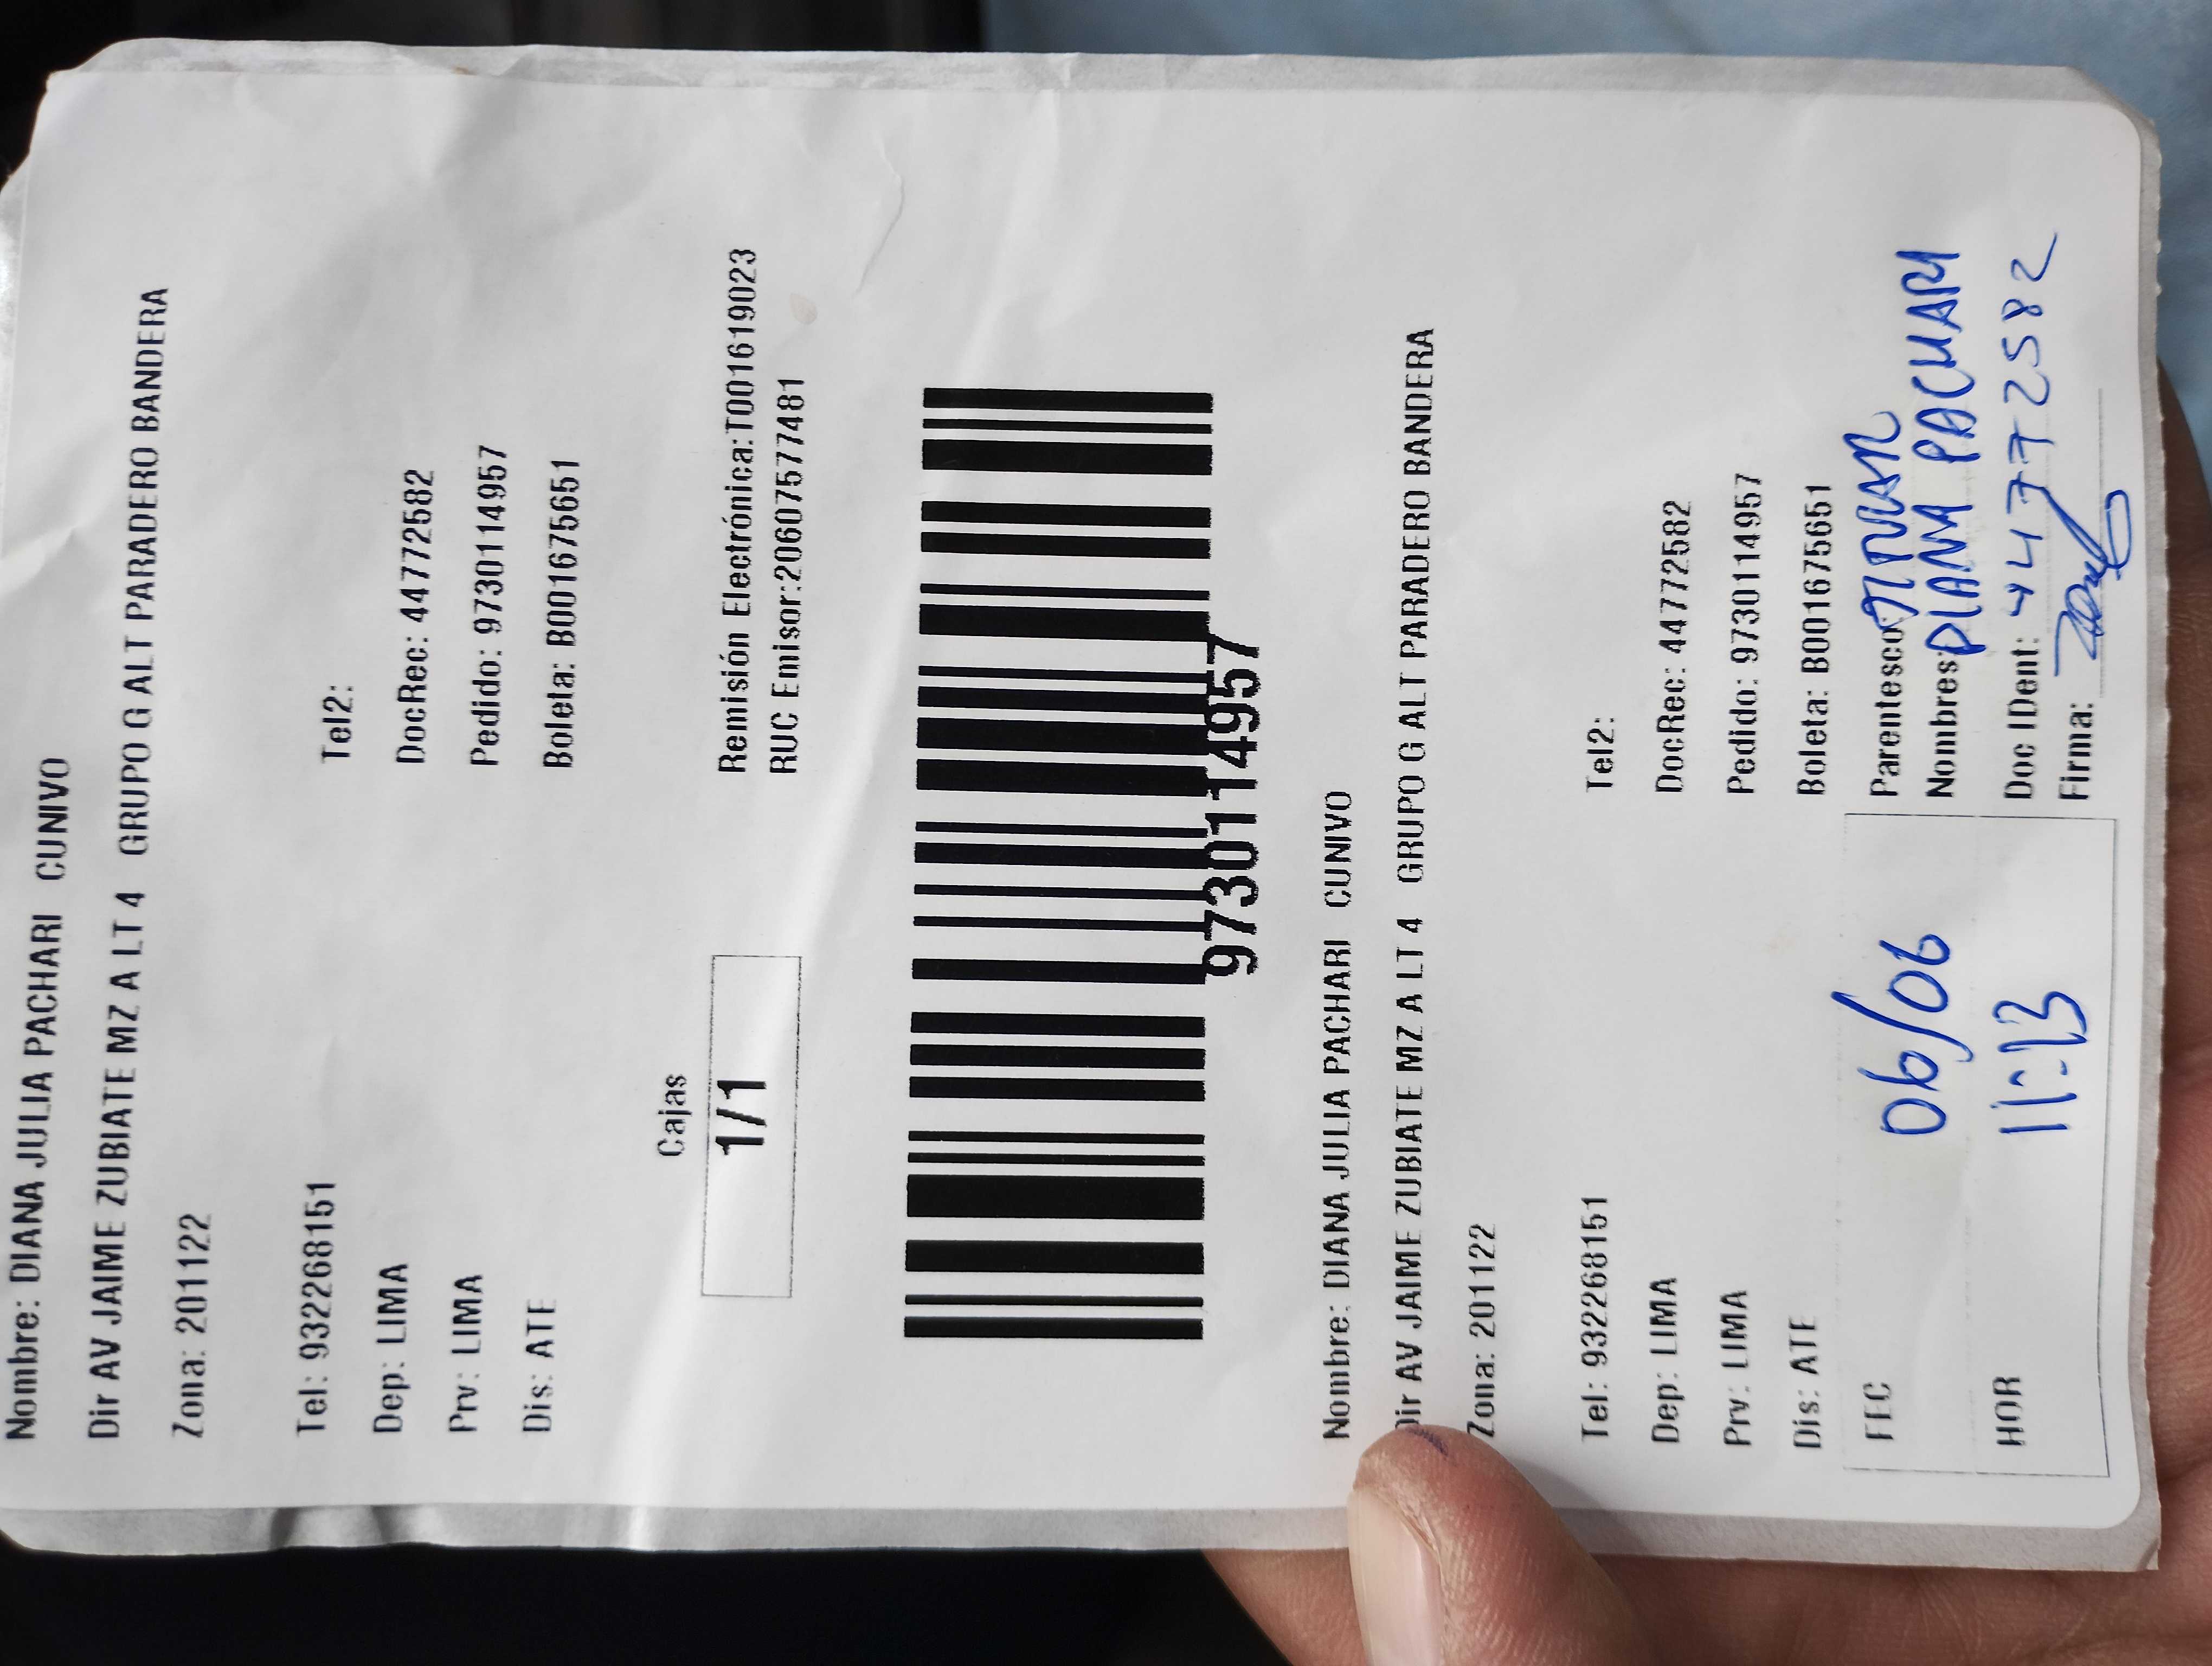 Nombre: DIANA JULIA PACHARI CUNIVO
Dir AV JAIME ZUBIATE MZ A LT 4 GRUPO G ALT PARADERO BANDERA
Zona: 201122
Tel: 932268151 Tel2:
Dep: LIMA DocRec: 44772582
Prv: LIMA Pedido: 9730114957
Dis: ATE Boleta: B001675651
Cajas
1/1
Remisión Electrónica:T001619023
RUC Emisor:20607577481
9730114957
Nombre: DIANA JULIA PACHARI CUNIVO
Dir AV JAIME ZUBIATE MZ A LT 4 GRUPO G ALT PARADERO BANDERA
Zona: 201122
Tel: 932268151 Tel2:
Dep: LIMA DocRec: 44772582
Prv: LIMA Pedido: 9730114957
Dis: ATE Boleta: B001675651
FEC 06/06 Parentesco:
Nombres: DIANA PACHARI
HOR 11:13 Doc IDent: 44772582
Firma: